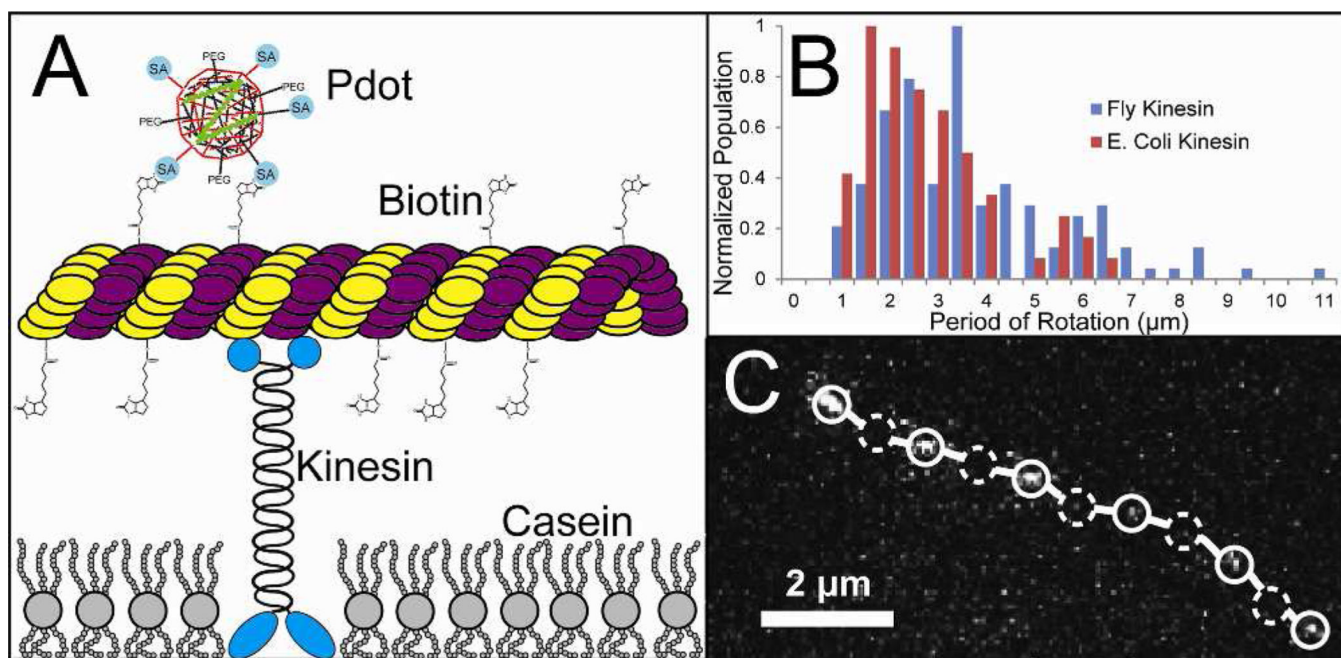 A
PEG
SA
SA
PEG
Pdot
SA
PEG
SA
PEG
SA
Biotin
Kinesin
Casein
B
Normalized Population
1
0.8
0.6
0.4
0.2
0
Fly Kinesin
E. Coli Kinesin
0 1 2 3 4 5 6 7 8 9 10 11
Period of Rotation (µm)
C
2 µm